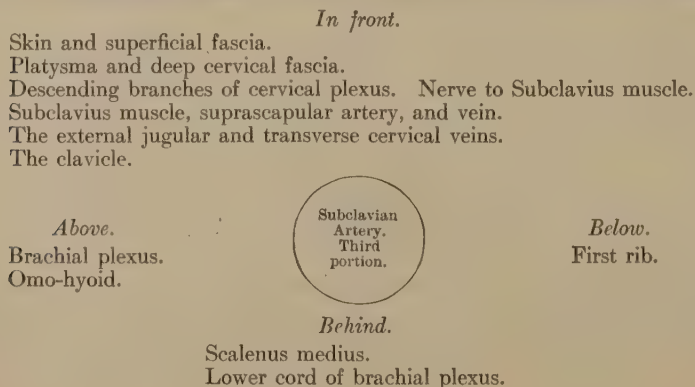 In front.
Skin and superficial fascia.
Platysma and deep cervical fascia.
Descending branches of cervical plexus. Nerve to Subclavius muscle.
Subclavius muscle, suprascapular artery, and vein.
The external jugular and transverse cervical veins.
The clavicle.
Above.
Brachial plexus.
Omo-hyoid.
Subclavian
Artery.
Third
portion.
Below.
First rib.
Behind.
Scalenus medius.
Lower cord of brachial plexus.